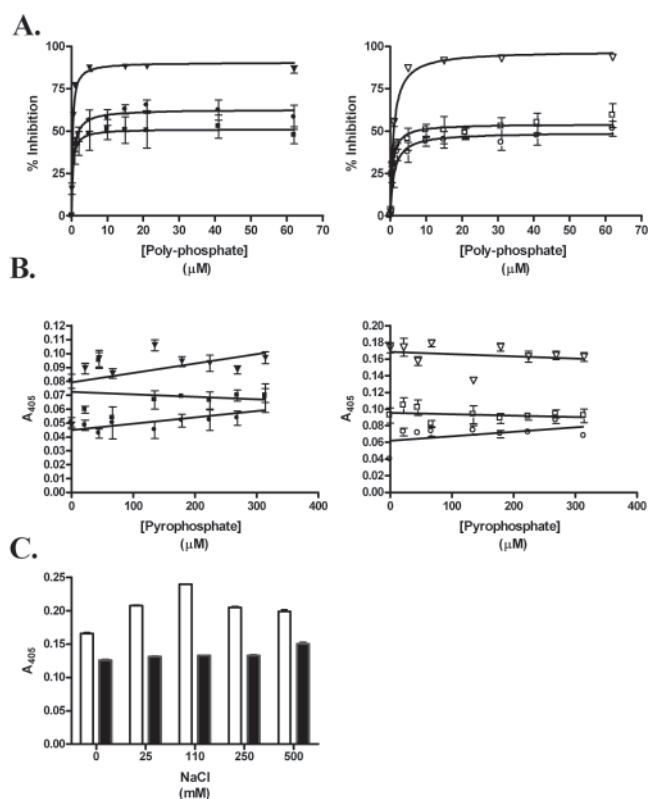 A.
100
75
50
25
0
% Inhibition
0 10 20 30 40 50 60 70
[Poly-phosphate]
(μM)
100
75
50
25
0
% Inhibition
0 10 20 30 40 50 60 70
[Poly-phosphate]
(μM)
B.
0.12
0.11
0.10
0.09
0.08
0.07
0.06
0.05
0.04
0.03
0.02
0.01
0.00
A405
0 100 200 300 400
[Pyrophosphate]
(μM)
0.20
0.18
0.16
0.14
0.12
0.10
0.08
0.06
0.04
0.02
0.00
A405
0 100 200 300 400
[Pyrophosphate]
(μM)
C.
0.25
0.20
0.15
0.10
0.05
0.00
A405
0 25 110 250 500
NaCl
(mM)